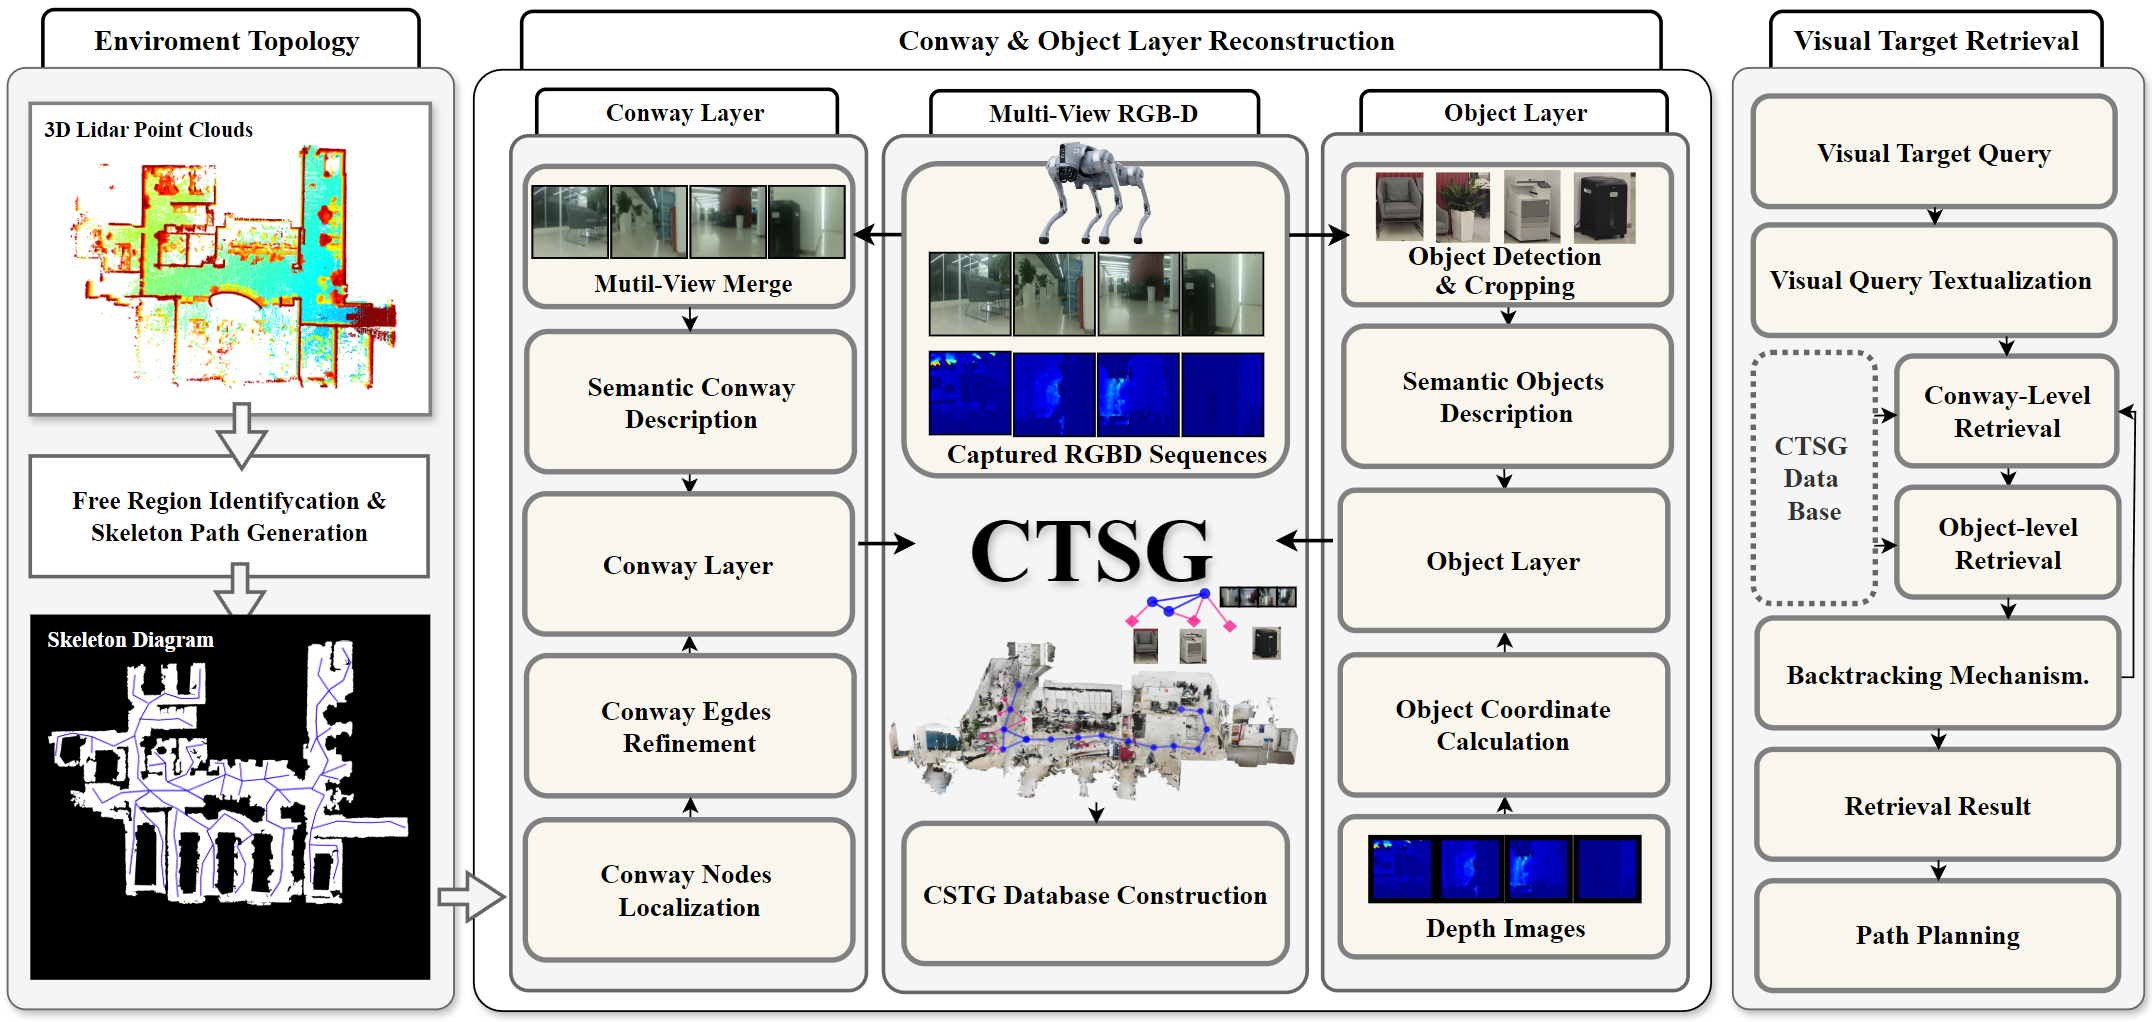 Enviroment Topology
3D Lidar Point Clouds
Free Region Identifycation &
Skeleton Path Generation
Skeleton Diagram
Conway & Object Layer Reconstruction
Conway Layer
Mutil-View Merge
Semantic Conway
Description
Conway Layer
Conway Egdes
Refinement
Conway Nodes
Localization
Multi-View RGB-D
Captured RGBD Sequences
CTSG
CSTG Database Construction
Object Layer
Object Detection
& Cropping
Semantic Objects
Description
Object Layer
Object Coordinate
Calculation
Depth Images
Visual Target Retrieval
Visual Target Query
Visual Query Textualization
CTSG
Data
Base
Conway-Level
Retrieval
Object-level
Retrieval
Backtracking Mechanism.
Retrieval Result
Path Planning